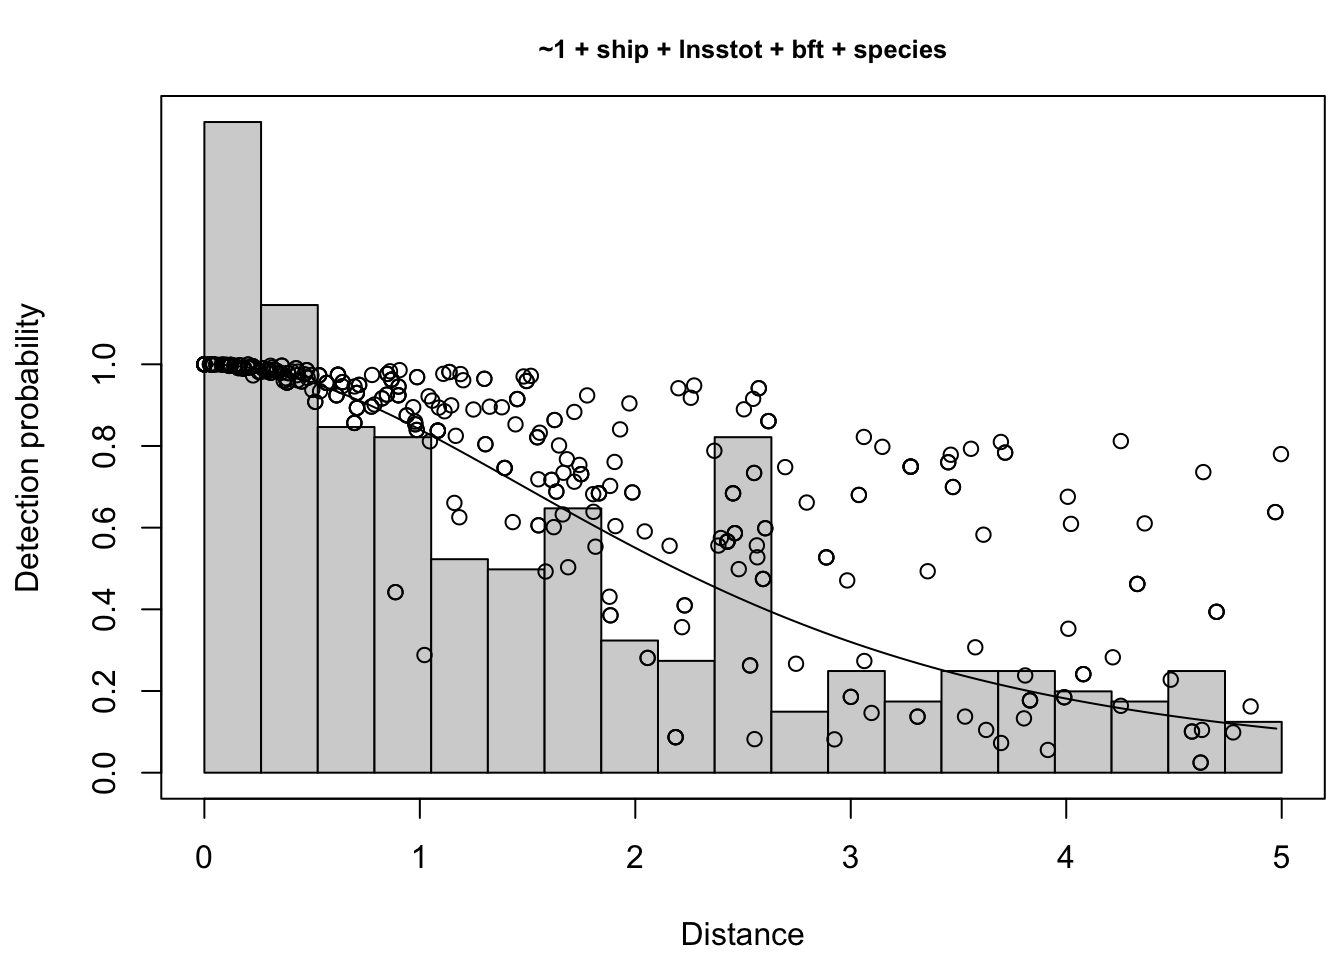 ~1 + ship + lnsstot + bft + species
Detection probability
1.0
0.8
0.6
0.4
0.2
0.0
0 1 2 3 4 5
Distance